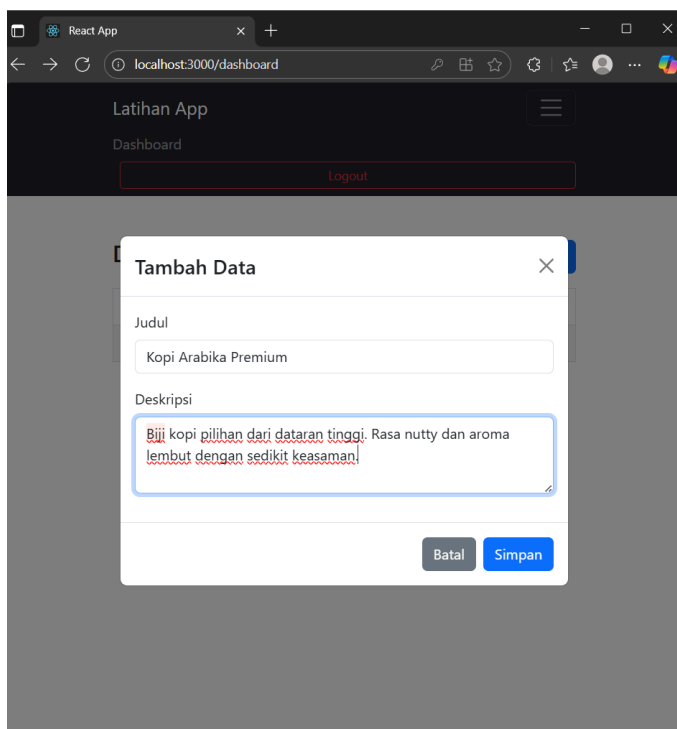 React App
localhost:3000/dashboard
Latihan App
Dashboard
Logout
D
Tambah Data
Judul
Kopi Arabika Premium
Deskripsi
Biji kopi pilihan dari dataran tinggi. Rasa nutty dan aroma
lembut dengan sedikit keasaman.
Batal
Simpan